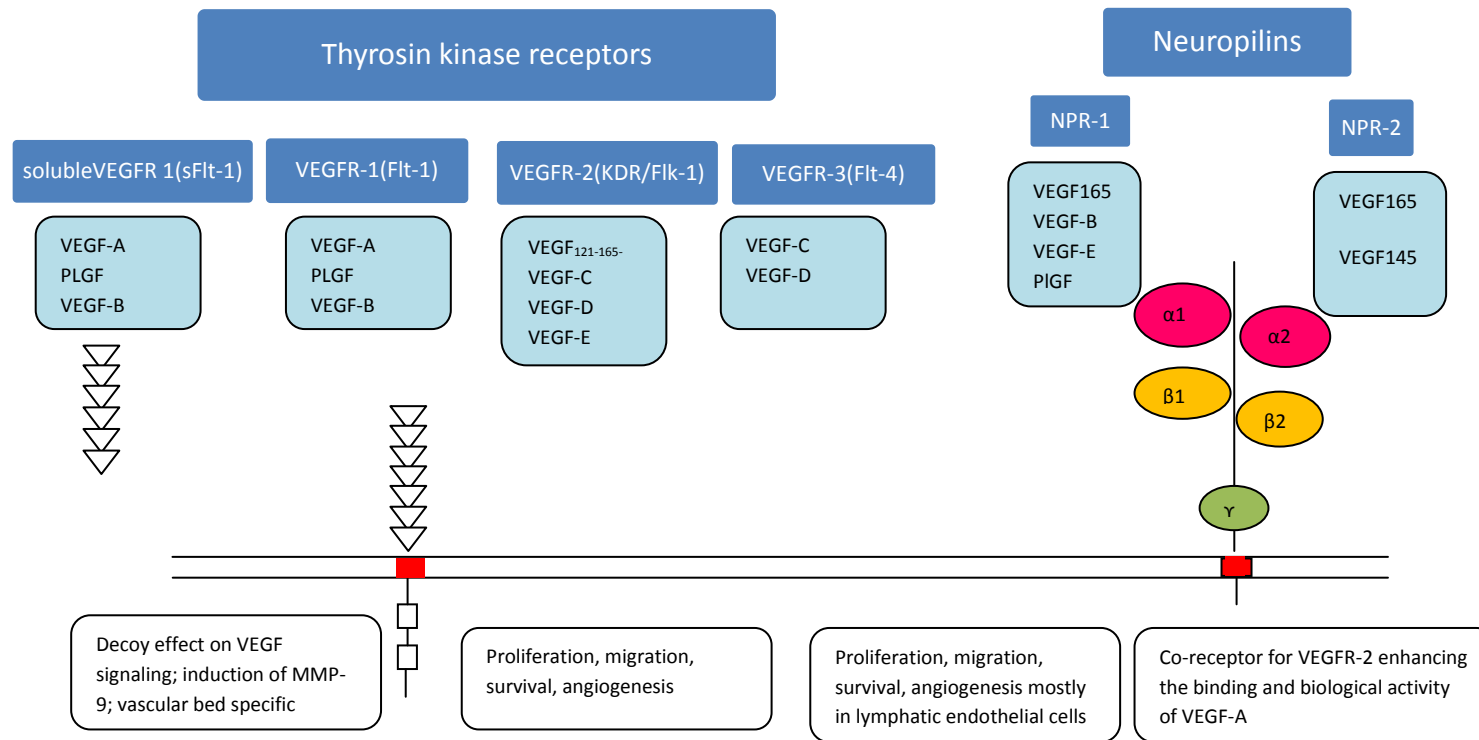 Thyrosin kinase receptors
Neuropilins
NPR-1
NPR-2
solubleVEGFR 1(sFlt-1)
VEGFR-1(Flt-1)
VEGFR-2(KDR/Flk-1)
VEGFR-3(Flt-4)
VEGF-A
PLGF
VEGF-B
VEGF-A
PLGF
VEGF-B
VEGF121-165-
VEGF-C
VEGF-D
VEGF-E
VEGF-C
VEGF-D
VEGF165
VEGF-B
VEGF-E
PlGF
VEGF165
VEGF145
α1
α2
β1
β2
ϒ
Decoy effect on VEGF
signaling; induction of MMP-
9; vascular bed specific
Proliferation, migration,
survival, angiogenesis
Proliferation, migration,
survival, angiogenesis mostly
in lymphatic endothelial cells
Co-receptor for VEGFR-2 enhancing
the binding and biological activity
of VEGF-A